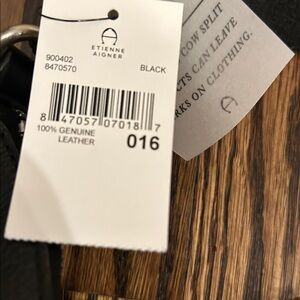 ETIENNE
AIGNER
900402
8470570
BLACK
8 47057 07018 7
100% GENUINE
LEATHER
016
COW SPLIT
CTS CAN LEAVE
RKS ON CLOTHING.